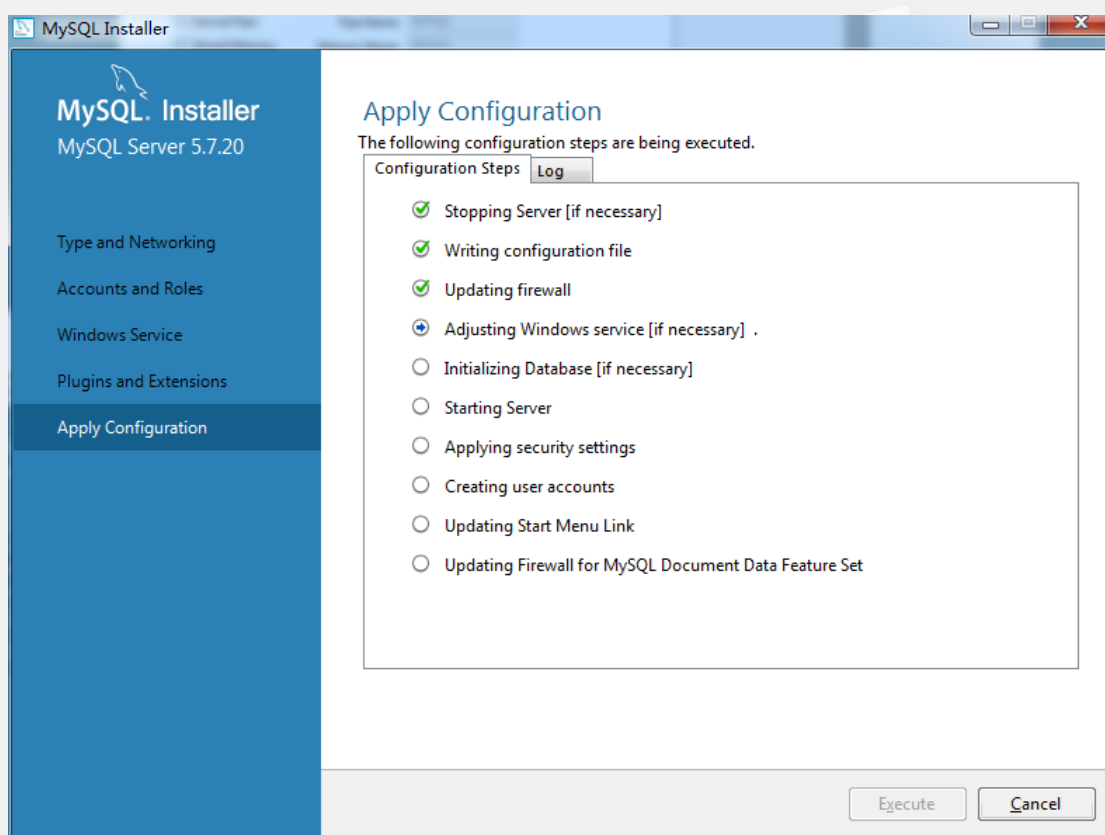 MySQL Installer
MySQL. Installer
MySQL Server 5.7.20
Type and Networking
Accounts and Roles
Windows Service
Plugins and Extensions
Apply Configuration
Apply Configuration
The following configuration steps are being executed.
Configuration Steps
Log
Stopping Server [if necessary]
Writing configuration file
Updating firewall
Adjusting Windows service [if necessary] .
Initializing Database [if necessary]
Starting Server
Applying security settings
Creating user accounts
Updating Start Menu Link
Updating Firewall for MySQL Document Data Feature Set
Execute
Cancel